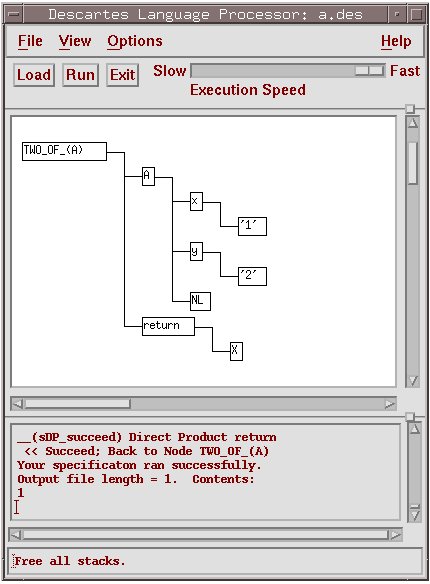 Descartes Language Processor: a.des
File View Options Help
Load Run Exit Slow Fast
Execution Speed
TWO_OF_(A)
A
x
'1'
y
'2'
NL
return
X
__(sDP_succeed) Direct Product return
<< Succeed; Back to Node TWO_OF_(A)
Your specificaton ran successfully.
Output file length = 1. Contents:
1
Free all stacks.